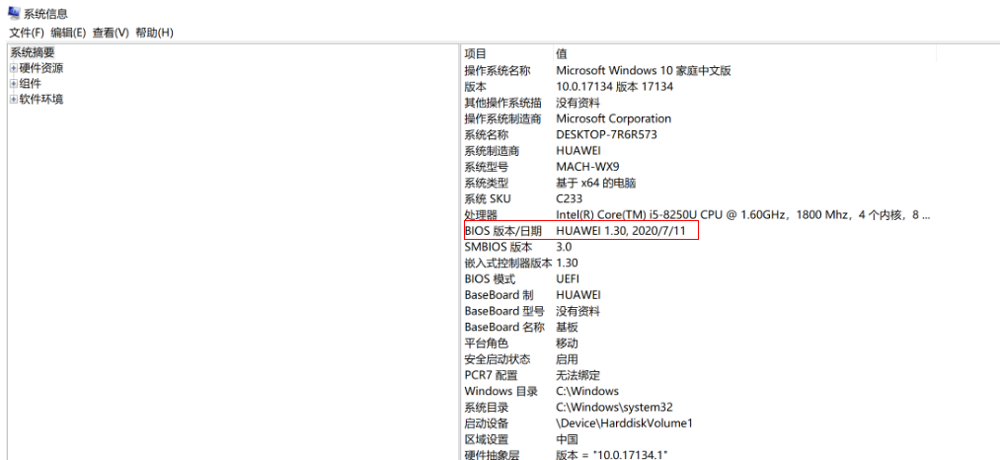 系统信息
文件(F) 编辑(E) 查看(V) 帮助(H)
系统摘要
硬件资源
组件
软件环境
项目 值
操作系统名称 Microsoft Windows 10 家庭中文版
版本 10.0.17134 版本 17134
其他操作系统描 没有资料
操作系统制造商 Microsoft Corporation
系统名称 DESKTOP-7R6R573
系统制造商 HUAWEI
系统型号 MACH-WX9
系统类型 基于 x64 的电脑
系统 SKU C233
处理器 Intel(R) Core(TM) i5-8250U CPU @ 1.60GHz，1800 Mhz，4 个内核，8 ...
BIOS 版本/日期 HUAWEI 1.30, 2020/7/11
SMBIOS 版本 3.0
嵌入式控制器版本 1.30
BIOS 模式 UEFI
BaseBoard 制 HUAWEI
BaseBoard 型号 没有资料
BaseBoard 名称 基板
平台角色 移动
安全启动状态 启用
PCR7 配置 无法绑定
Windows 目录 C:\Windows
系统目录 C:\Windows\system32
启动设备 \Device\HarddiskVolume1
区域设置 中国
硬件抽象层 版本 = "10.0.17134.1"